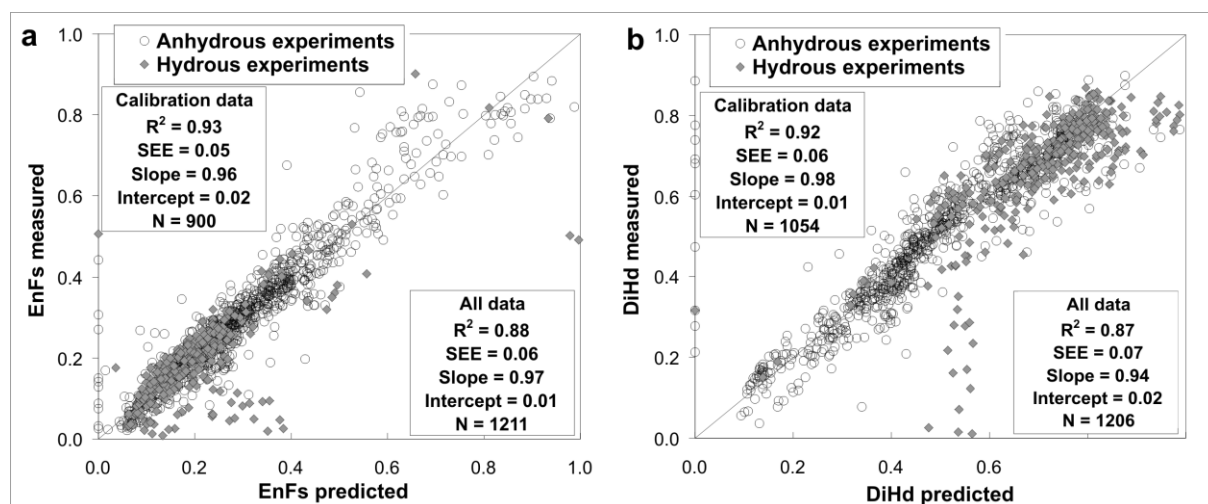 a
Anhydrous experiments
Hydrous experiments
Calibration data
R² = 0.93
SEE = 0.05
Slope = 0.96
Intercept = 0.02
N = 900
All data
R² = 0.88
SEE = 0.06
Slope = 0.97
Intercept = 0.01
N = 1211
EnFs measured
1.0
0.8
0.6
0.4
0.2
0.0
0.0 0.2 0.4 0.6 0.8 1.0
EnFs predicted
b
Anhydrous experiments
Hydrous experiments
Calibration data
R² = 0.92
SEE = 0.06
Slope = 0.98
Intercept = 0.01
N = 1054
All data
R² = 0.87
SEE = 0.07
Slope = 0.94
Intercept = 0.02
N = 1206
DiHd measured
1.0
0.8
0.6
0.4
0.2
0.0
0.0 0.2 0.4 0.6
DiHd predicted